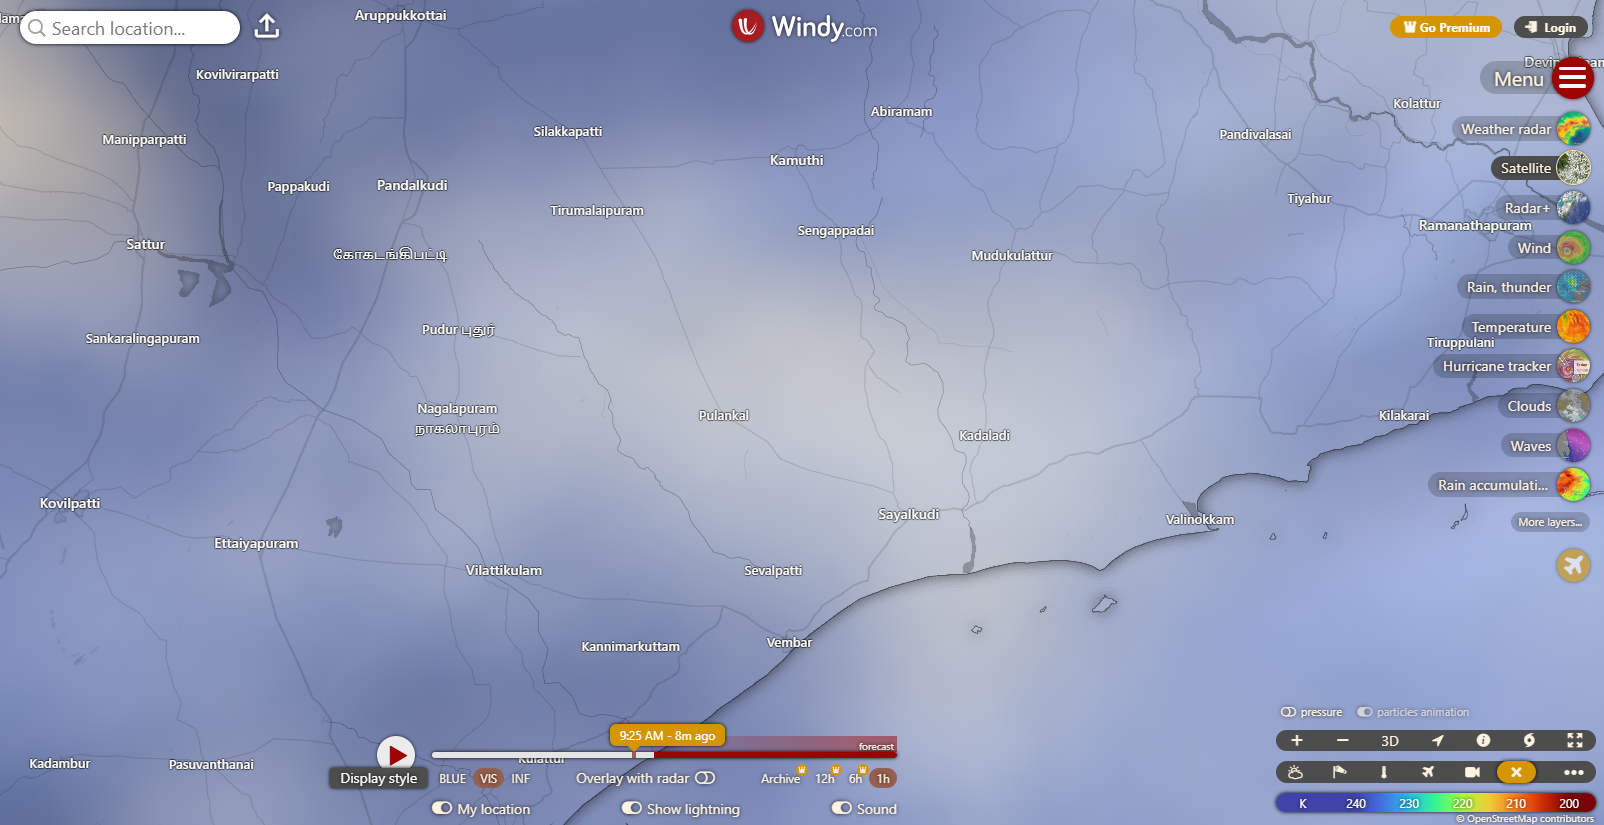 Search location...
Windy.com
Go Premium
Login
Menu
Aruppukkottai
Kovilvirarpatti
Manipparpatti
Silakkapatti
Abiramam
Kolattur
Pandivalasai
Weather radar
Kamuthi
Pappakudi
Pandalkudi
Satellite
Tirumalaipuram
Tiyahur
Radar+
Sengappadai
Ramanathapuram
Sattur
கோகடங்கிபட்டி
Mudukulattur
Wind
Rain, thunder
Pudur புதுர்
Temperature
Sankaralingapuram
Tiruppulani
Hurricane tracker
Nagalapuram
நாகலாபுரம்
Pulankal
Kadaladi
Clouds
Kilakarai
Waves
Rain accumulati...
Kovilpatti
Sayalkudi
Valinokkam
More layers...
Ettaiyapuram
Vilattikulam
Sevalpatti
Kannimarkuttam
Vembar
pressure
particles animation
9:25 AM - 8m ago
forecast
3D
Kadambur
Pasuvanthanai
Kulattur
Display style
BLUE VIS INF
Overlay with radar
Archive 12h 6h 1h
My location
Show lightning
Sound
K 240 230 220 210 200
© OpenStreetMap contributors